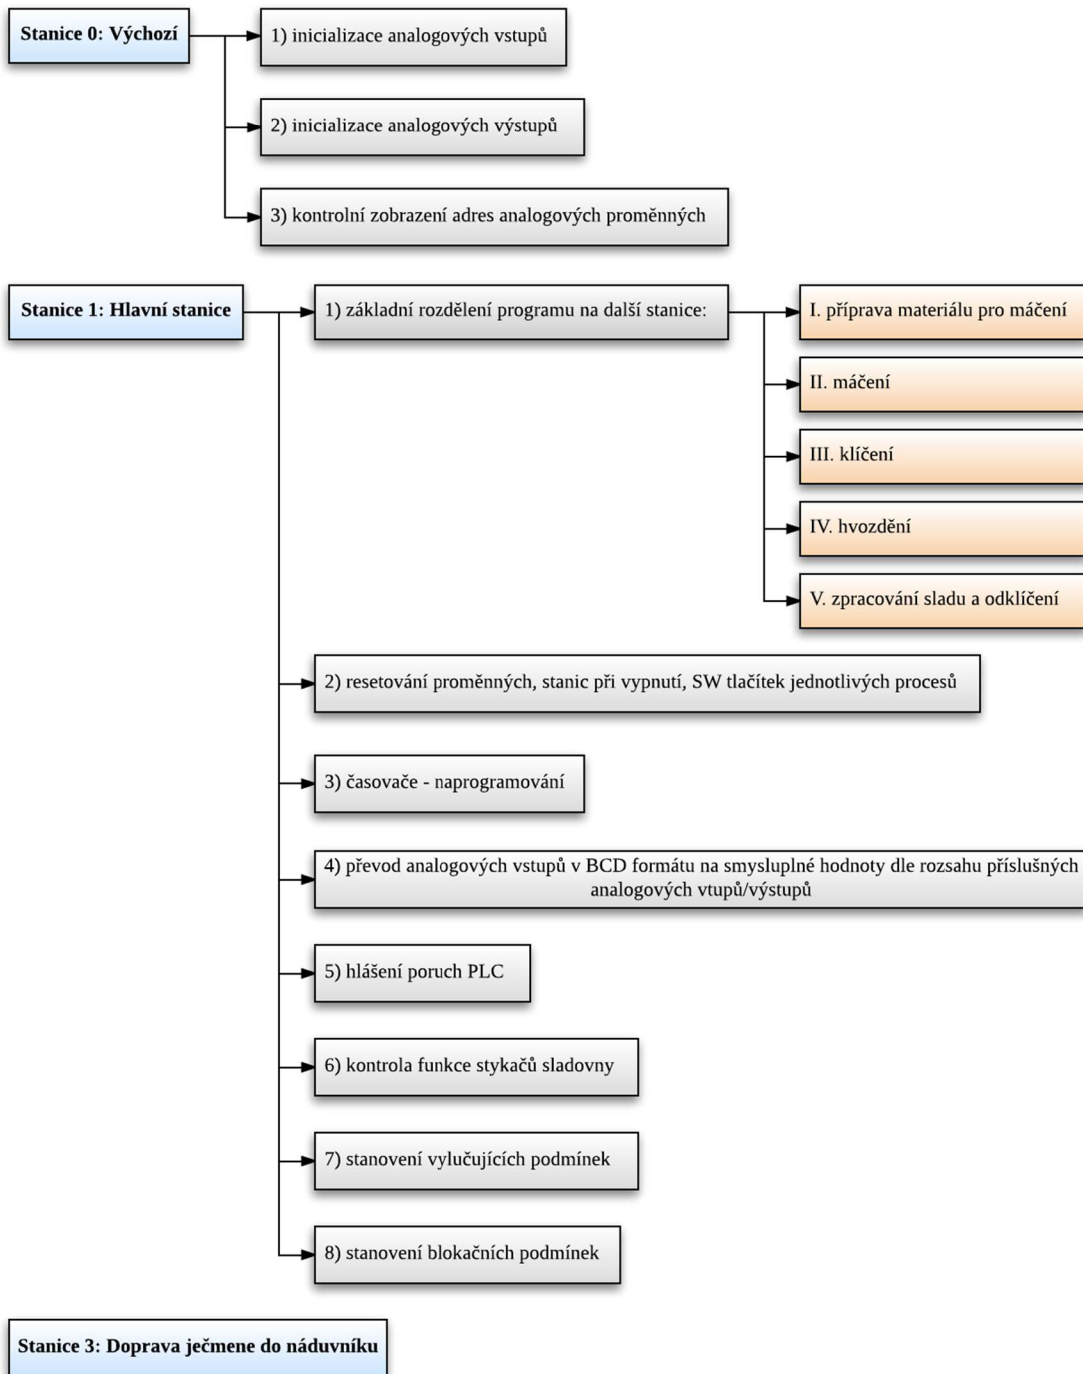 Stanice 0: Výchozí
1) inicializace analogových vstupů
2) inicializace analogových výstupů
3) kontrolní zobrazení adres analogových proměnných
Stanice 1: Hlavní stanice
1) základní rozdělení programu na další stanice:
I. příprava materiálu pro máčení
II. máčení
III. klíčení
IV. hvozdění
V. zpracování sladu a odklíčení
2) resetování proměnných, stanic při vypnutí, SW tlačítek jednotlivých procesů
3) časovače - naprogramování
4) převod analogových vstupů v BCD formátu na smysluplné hodnoty dle rozsahu příslušných
analogových vtupů/výstupů
5) hlášení poruch PLC
6) kontrola funkce stykačů sladovny
7) stanovení vylučujících podmínek
8) stanovení blokačních podmínek
Stanice 3: Doprava ječmene do náduvníku